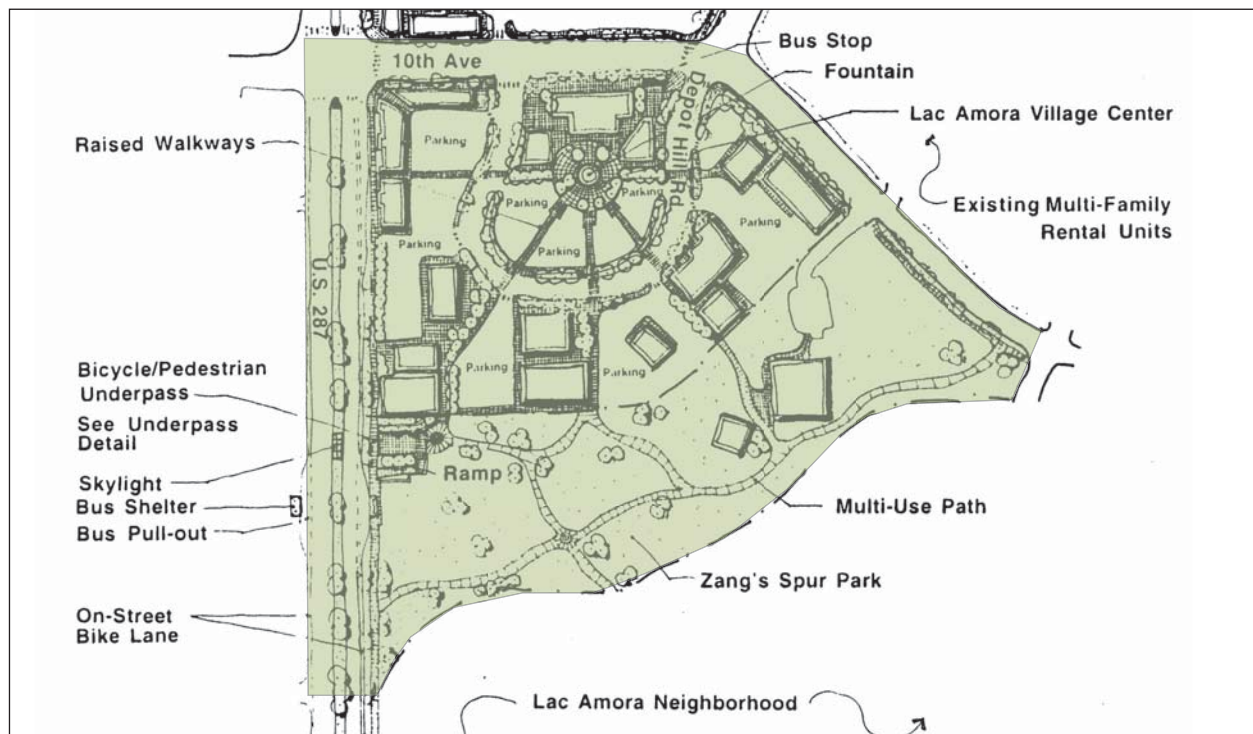 Bus Stop
10th Ave
Fountain
Depot Hill Rd.
Lac Amora Village Center
Raised Walkways
Parking
Parking
Parking
Existing Multi-Family
Rental Units
Parking
Parking
Parking
U.S. 287
Bicycle/Pedestrian
Underpass
Parking
Parking
See Underpass
Detail
Skylight
Ramp
Bus Shelter
Multi-Use Path
Bus Pull-out
Zang's Spur Park
On-Street
Bike Lane
Lac Amora Neighborhood